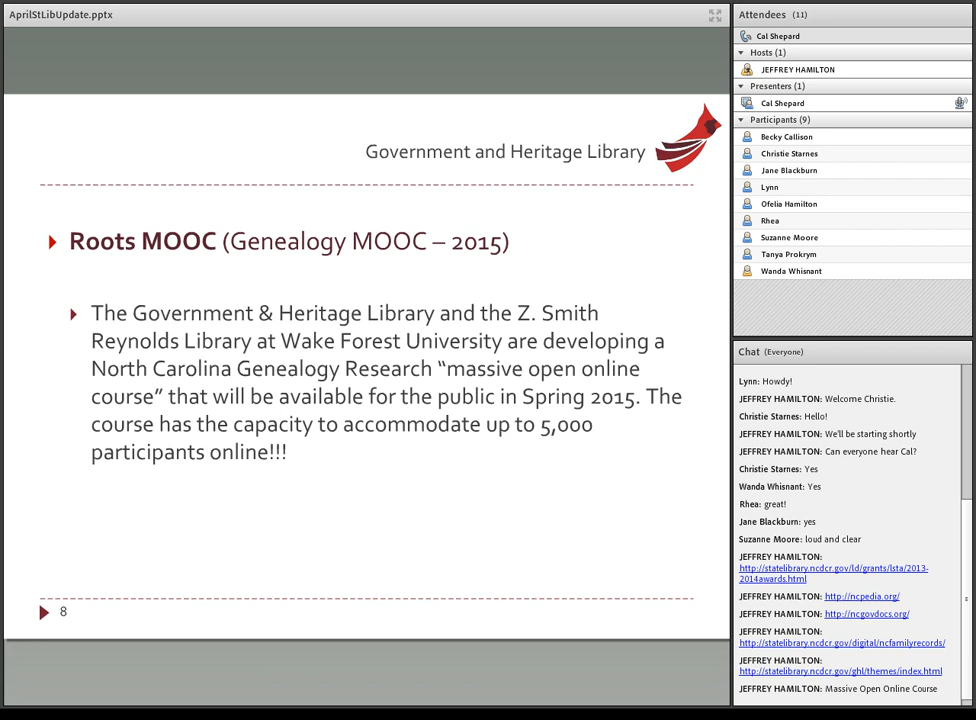 AprilStLibUpdate.pptx
Government and Heritage Library
Roots MOOC (Genealogy MOOC – 2015)
The Government & Heritage Library and the Z. Smith
Reynolds Library at Wake Forest University are developing a
North Carolina Genealogy Research “massive open online
course” that will be available for the public in Spring 2015. The
course has the capacity to accommodate up to 5,000
participants online!!!
8
Attendees (11)
Cal Shepard
Hosts (1)
JEFFREY HAMILTON
Presenters (1)
Cal Shepard
Participants (9)
Becky Callison
Christie Starnes
Jane Blackburn
Lynn
Ofelia Hamilton
Rhea
Suzanne Moore
Tanya Prokrym
Wanda Whisnant
Chat (Everyone)
Lynn: Howdy!
JEFFREY HAMILTON: Welcome Christie.
Christie Starnes: Hello!
JEFFREY HAMILTON: We'll be starting shortly
JEFFREY HAMILTON: Can everyone hear Cal?
Christie Starnes: Yes
Wanda Whisnant: Yes
Rhea: great!
Jane Blackburn: yes
Suzanne Moore: loud and clear
JEFFREY HAMILTON:
http://statelibrary.ncdcr.gov/ld/grants/lsta/2013-
2014awards.html
JEFFREY HAMILTON: http://ncpedia.org/
JEFFREY HAMILTON: http://ncgovdocs.org/
JEFFREY HAMILTON:
http://statelibrary.ncdcr.gov/digital/ncfamilyrecords/
JEFFREY HAMILTON:
http://statelibrary.ncdcr.gov/ghl/themes/index.html
JEFFREY HAMILTON: Massive Open Online Course